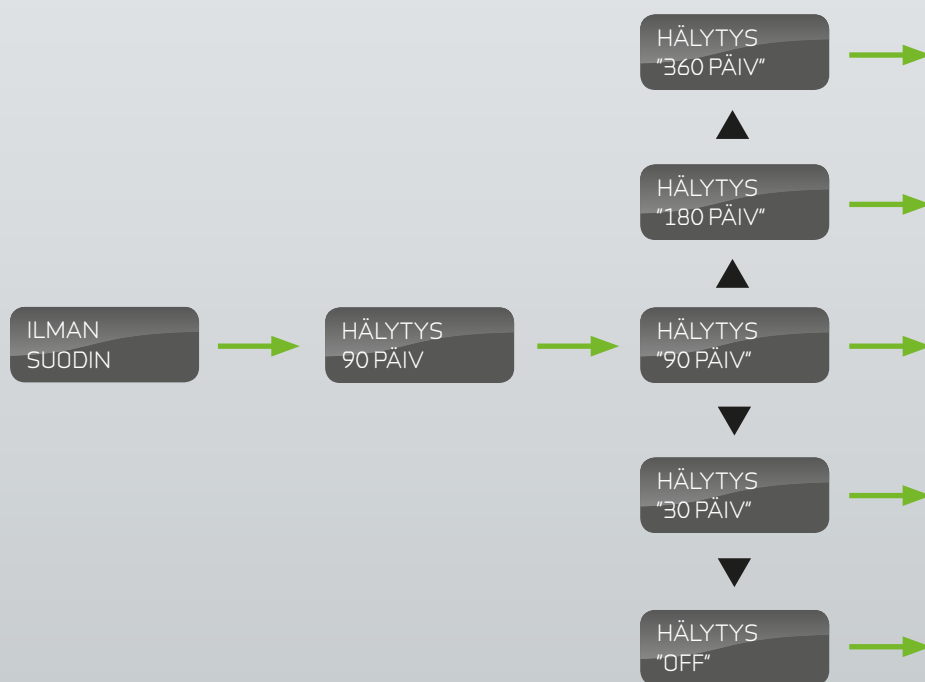 HÄLYTYS
"360 PÄIV"
HÄLYTYS
"180 PÄIV"
ILMAN
SUODIN
HÄLYTYS
90 PÄIV
HÄLYTYS
"90 PÄIV"
HÄLYTYS
"30 PÄIV"
HÄLYTYS
"OFF"